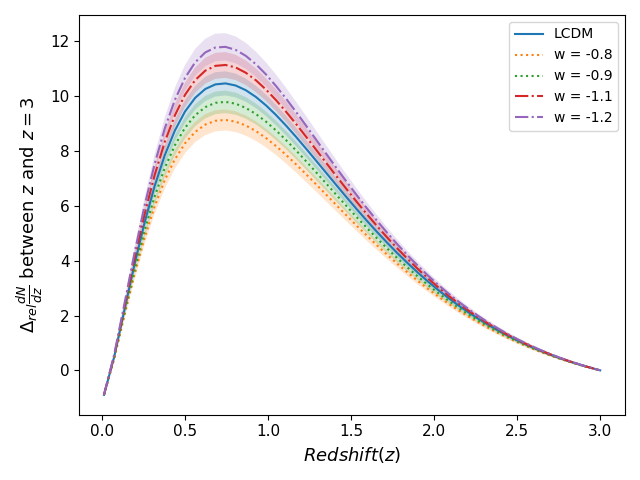 LCDM
w = -0.8
w = -0.9
w = -1.1
w = -1.2
Δrel dN/dz between z and z = 3
12
10
8
6
4
2
0
0.0 0.5 1.0 1.5 2.0 2.5 3.0
Redshift(z)